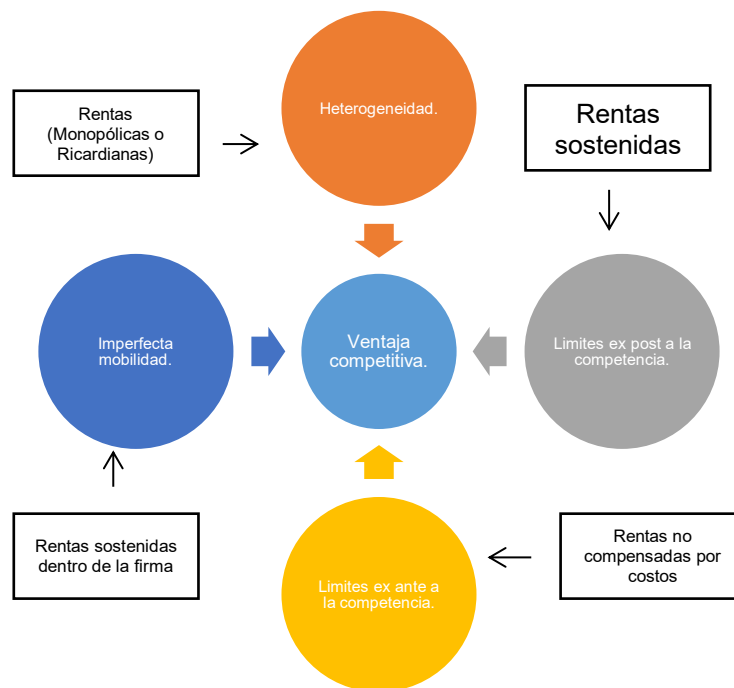 Heterogeneidad.
Rentas
(Monopólicas o
Ricardianas)
Rentas
sostenidas
Imperfecta
mobilidad.
Ventaja
competitiva.
Limites ex post a la
competencia.
Rentas sostenidas
dentro de la firma
Limites ex ante a
la competencia.
Rentas no
compensadas por
costos